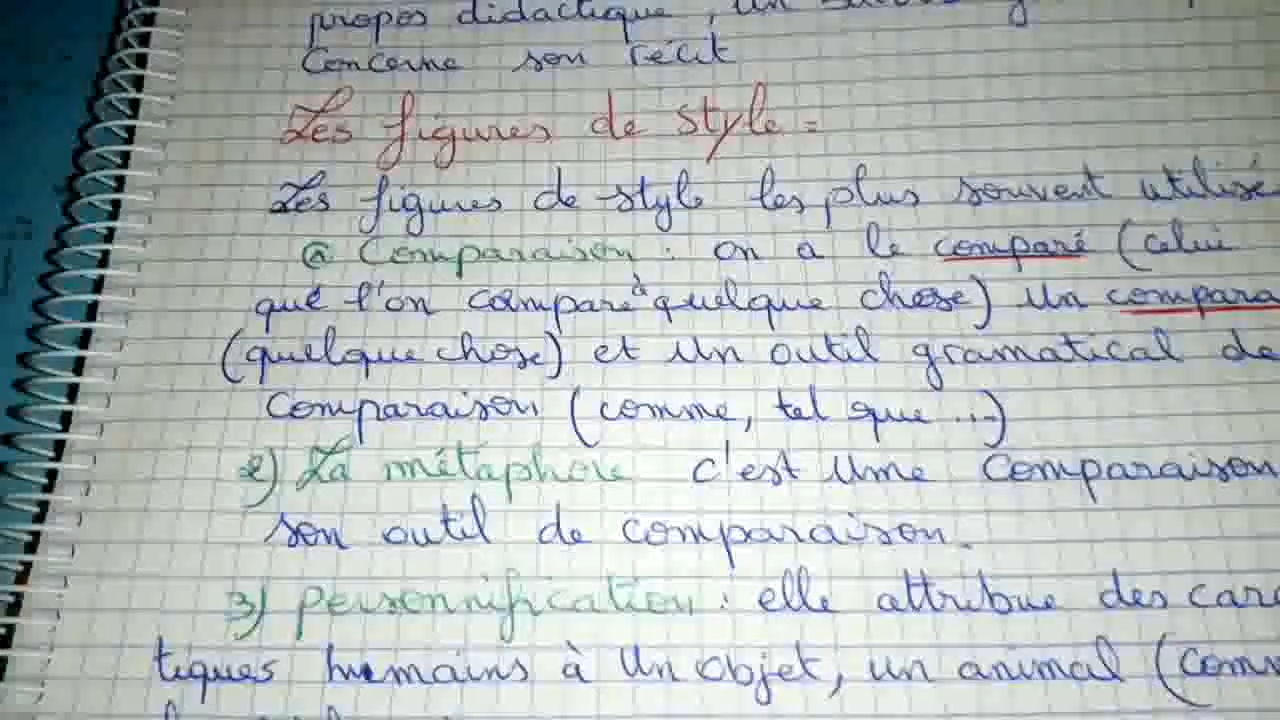 propos didactique, un
Concerne son récit
Les figures de style :
Les figures de style les plus souvent utilisé
@ Comparaison : on a le comparé (celui
que l'on compare à quelque chose) un compara
(quelque chose) et un outil gramatical de
Comparaison (comme, tel que ...)
2) La métaphore c'est une Comparaison
son outil de comparaison.
3) personnification : elle attribue des cara
tiques humains à un objet, un animal (comm